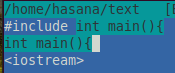 /home/hasana/text [E
#include int main(){
int main(){
<iostream>